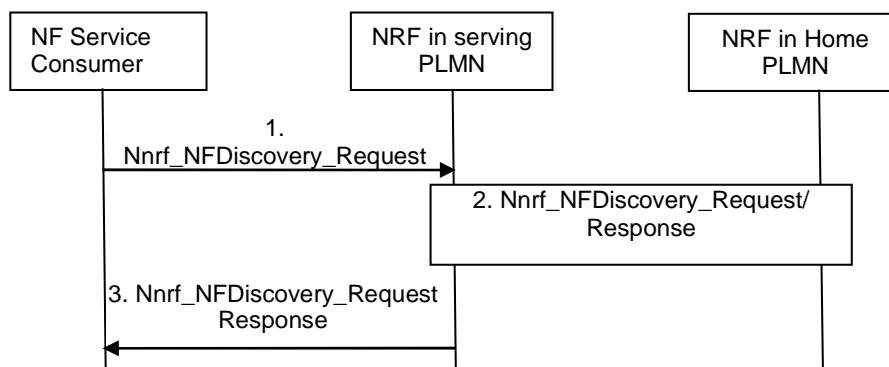 NF Service
Consumer
NRF in serving
PLMN
NRF in Home
PLMN
1.
Nnrf_NFDiscovery_Request
2. Nnrf_NFDiscovery_Request/
Response
3. Nnrf_NFDiscovery_Request
Response